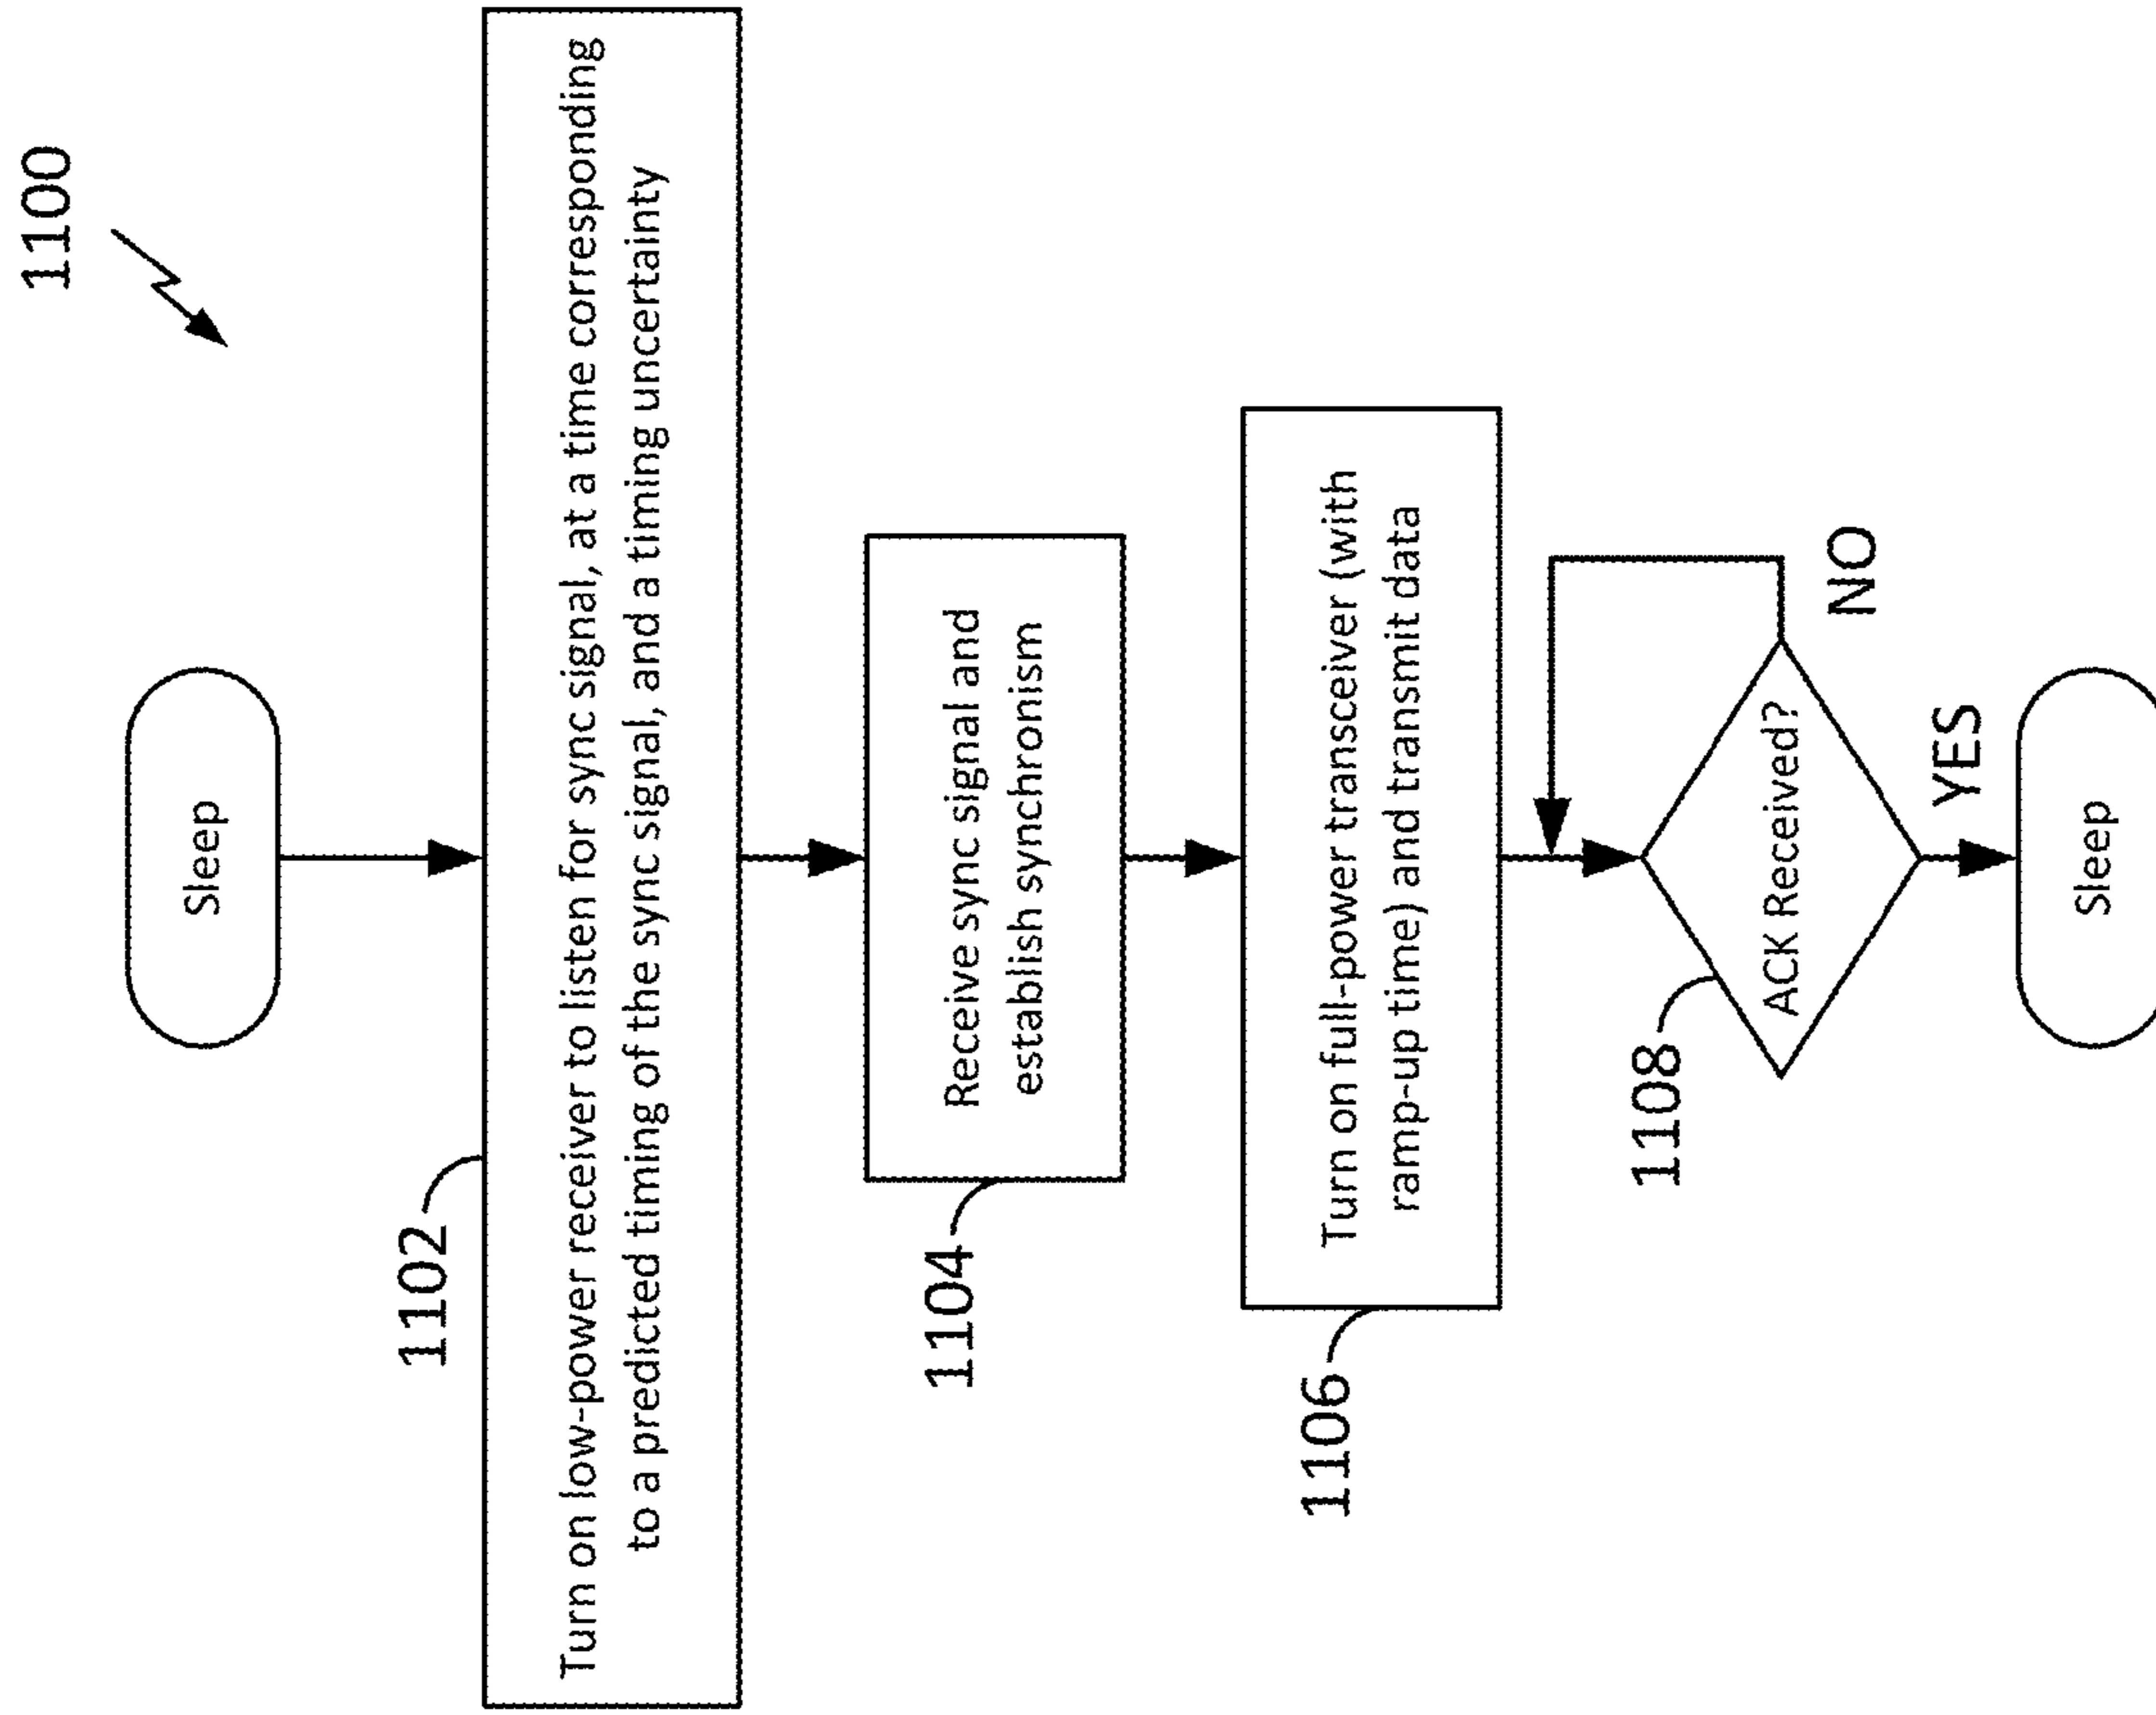 1100
Sleep
1102
Turn on low-power receiver to listen for sync signal, at a time corresponding
to a predicted timing of the sync signal, and a timing uncertainty
1104
Receive sync signal and
establish synchronism
1106
Turn on full-power transceiver (with
ramp-up time) and transmit data
1108
ACK Received?
NO
YES
Sleep